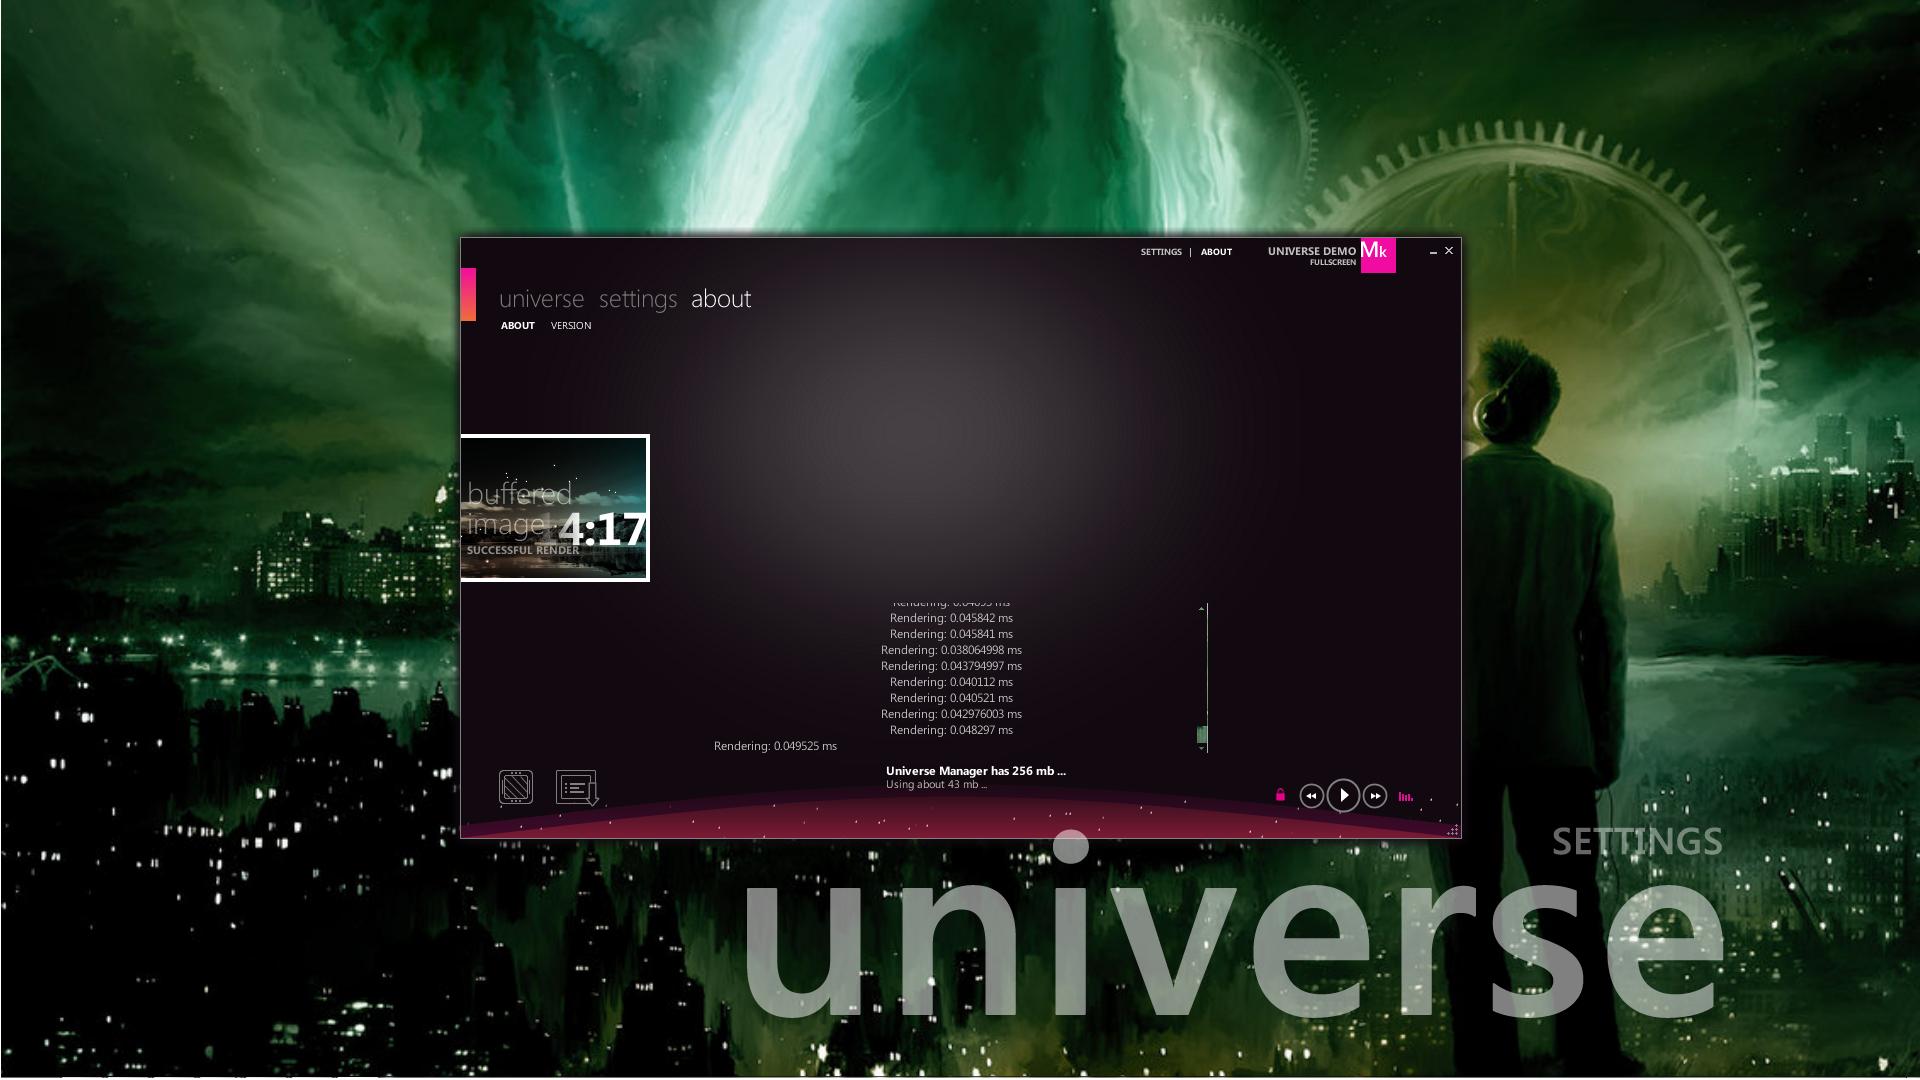 SETTINGS | ABOUT
UNIVERSE DEMO
FULLSCREEN
Mk
universe settings about
ABOUT VERSION
buffered
image
4:17
SUCCESSFUL RENDER
Rendering: 0.04695 ms
Rendering: 0.045842 ms
Rendering: 0.045841 ms
Rendering: 0.038064998 ms
Rendering: 0.043794997 ms
Rendering: 0.040112 ms
Rendering: 0.040521 ms
Rendering: 0.042976003 ms
Rendering: 0.048297 ms
Rendering: 0.049525 ms
Universe Manager has 256 mb ...
Using about 43 mb ...
SETTINGS
universe